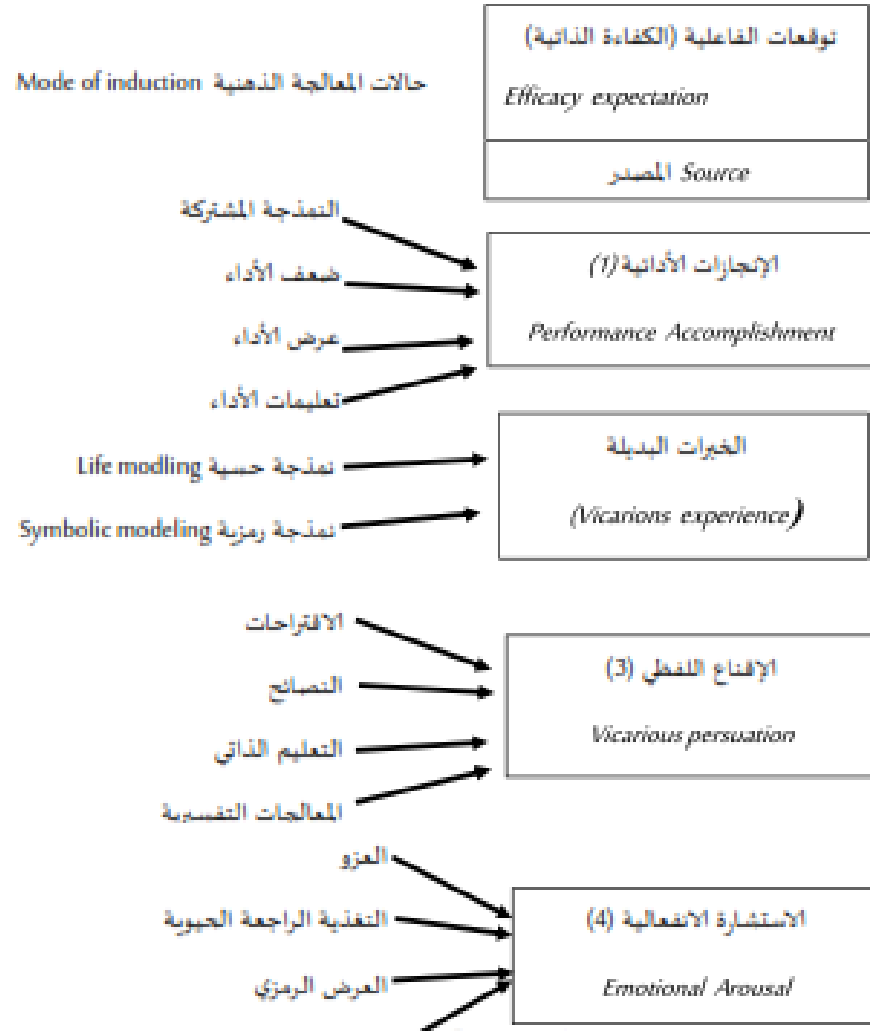 توقعات الفاعلية (الكفاءة الذاتية)
Efficacy expectation
حالات المعالجة الذهنية Mode of induction
المصدر Source
النمذجة المشتركة
ضعف الأداء
عرض الأداء
تعليمات الأداء
الإنجازات الأدائية (1)
Performance Accomplishment
الخبرات البديلة
(Vicarions experience)
نمذجة حسية Life modling
نمذجة رمزية Symbolic modeling
الاقتراحات
النصائح
التعليم الذاتي
المعالجات التفسيرية
الإقناع اللفظي (3)
Vicarious persuation
العزو
التغذية الراجعة الحيوية
العرض الرمزي
الاستشارة الانفعالية (4)
Emotional Arousal